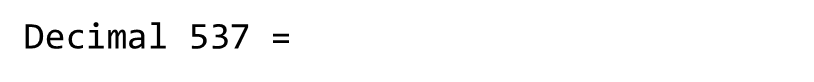 Decimal 537 =